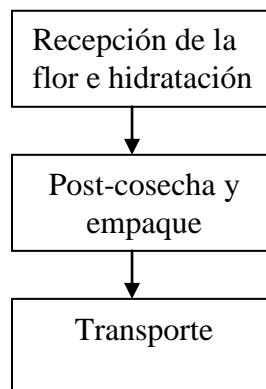 Recepción de la
flor e hidratación
Post-cosecha y
empaque
Transporte